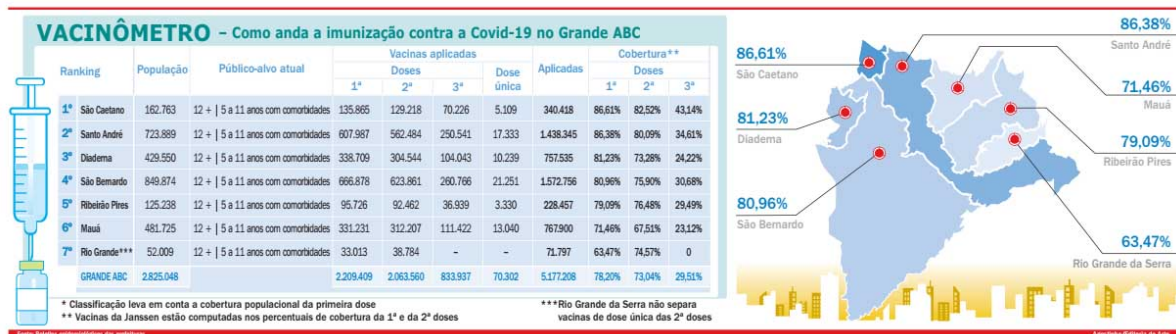 VACINÔMETRO – Como anda a imunização contra a Covid-19 no Grande ABC
Ranking População Público-alvo atual Vacinas aplicadas Aplicadas Cobertura**
Doses Dose única Doses
1ª 2ª 3ª 1ª 2ª 3ª
1º São Caetano 162.763 12 + | 5 a 11 anos com comorbidades 135.865 129.218 70.226 5.109 340.418 86,61% 82,52% 43,14%
2º Santo André 723.889 12 + | 5 a 11 anos com comorbidades 607.987 562.484 250.541 17.333 1.438.345 86,38% 80,09% 34,61%
3º Diadema 429.550 12 + | 5 a 11 anos com comorbidades 338.709 304.544 104.043 10.239 757.535 81,23% 73,28% 24,22%
4º São Bernardo 849.874 12 + | 5 a 11 anos com comorbidades 666.878 623.861 260.766 21.251 1.572.756 80,96% 75,90% 30,68%
5º Ribeirão Pires 125.238 12 + | 5 a 11 anos com comorbidades 95.726 92.462 36.939 3.330 228.457 79,09% 76,48% 29,49%
6º Mauá 481.725 12 + | 5 a 11 anos com comorbidades 331.231 312.207 111.422 13.040 767.900 71,46% 67,51% 23,12%
7º Rio Grande*** 52.009 12 + | 5 a 11 anos com comorbidades 33.013 38.784 – – 71.797 63,47% 74,57% 0
GRANDE ABC 2.825.048 2.209.409 2.063.560 833.937 70.302 5.177.208 78,20% 73,04% 29,51%
* Classificação leva em conta a cobertura populacional da primeira dose
** Vacinas da Janssen estão computadas nos percentuais de cobertura da 1ª e da 2ª doses
***Rio Grande da Serra não separa
vacinas de dose única das 2ª doses
86,61%
São Caetano
81,23%
Diadema
80,96%
São Bernardo
86,38%
Santo André
71,46%
Mauá
79,09%
Ribeirão Pires
63,47%
Rio Grande da Serra